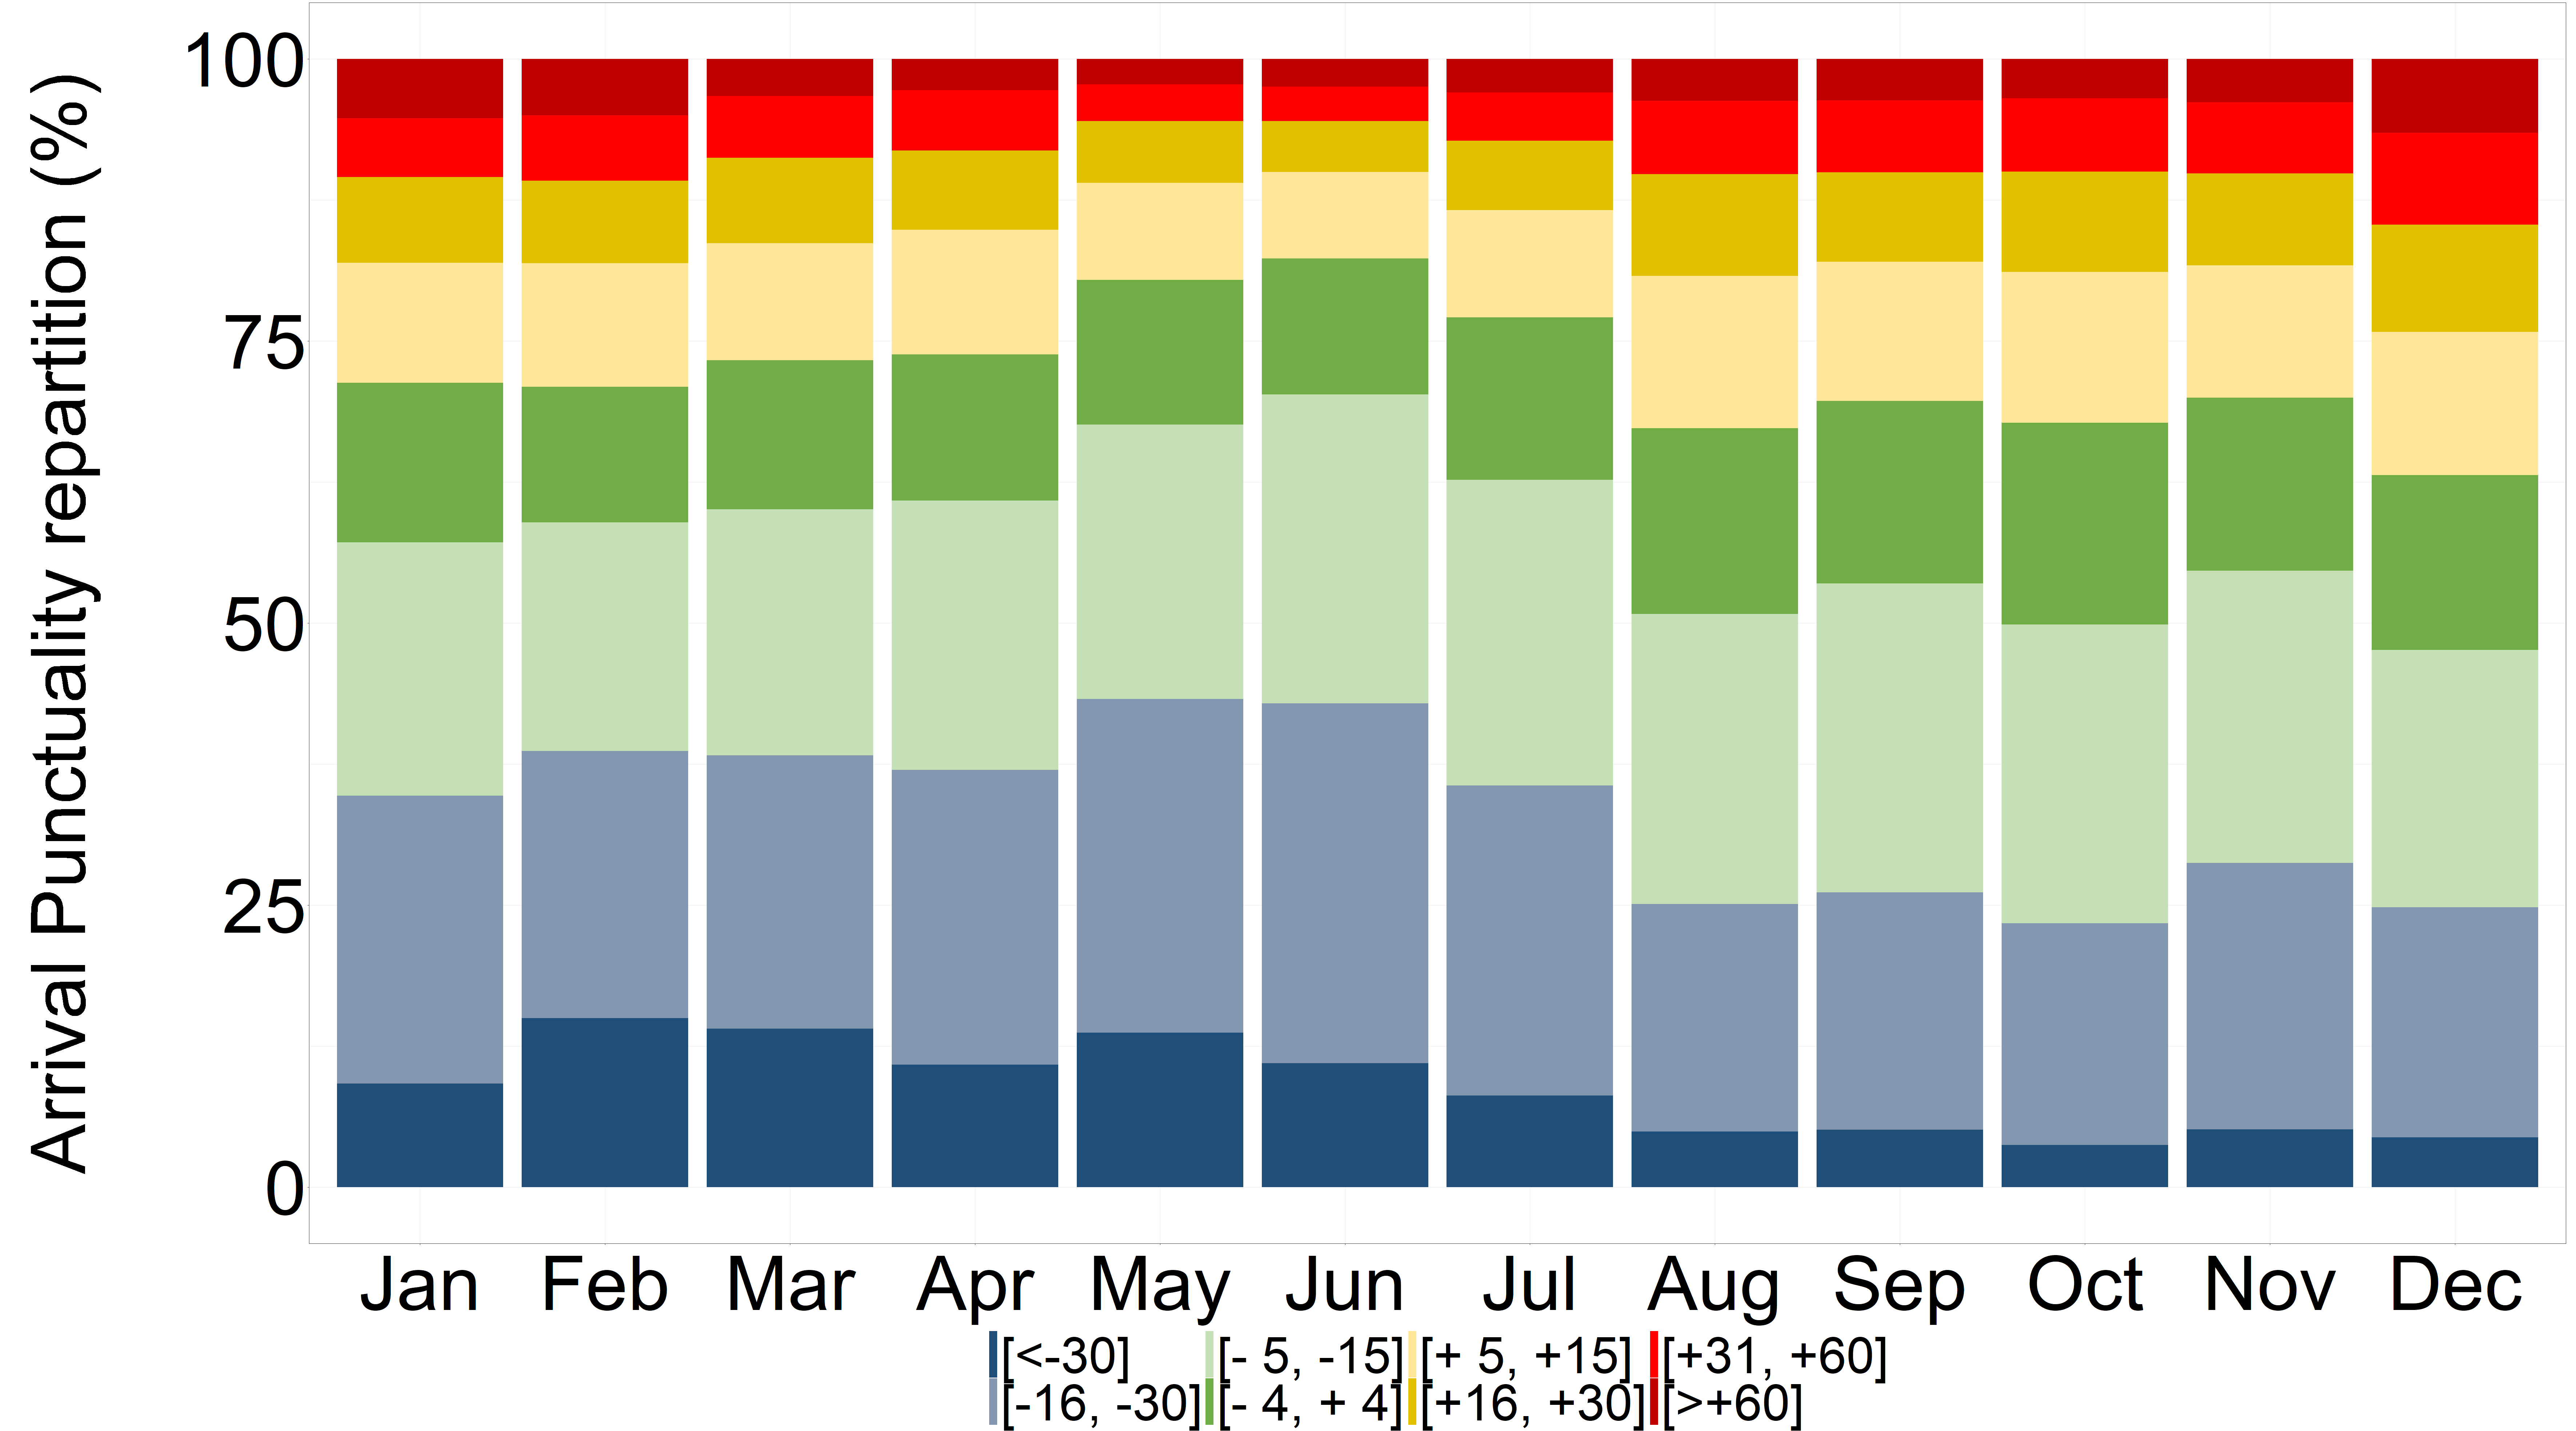 Arrival Punctuality repartition (%)
100
75
50
25
0
Jan Feb Mar Apr May Jun Jul Aug Sep Oct Nov Dec
[<-30] [- 5, -15] [+ 5, +15] [+31, +60]
[-16, -30] [- 4, + 4] [+16, +30] [>+60]